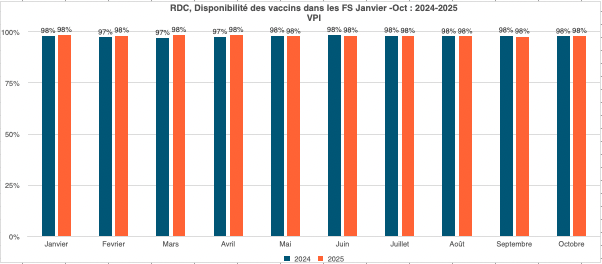 RDC, Disponibilité des vaccins dans les FS Janvier -Oct : 2024-2025
VPI
98% 98% 97% 98% 97% 98% 97% 98% 98% 98% 98% 98% 98% 98% 98% 98% 98% 98% 98% 98%
100%
75%
50%
25%
0%
Janvier Fevrier Mars Avril Mai Juin Juillet Août Septembre Octobre
2024 2025